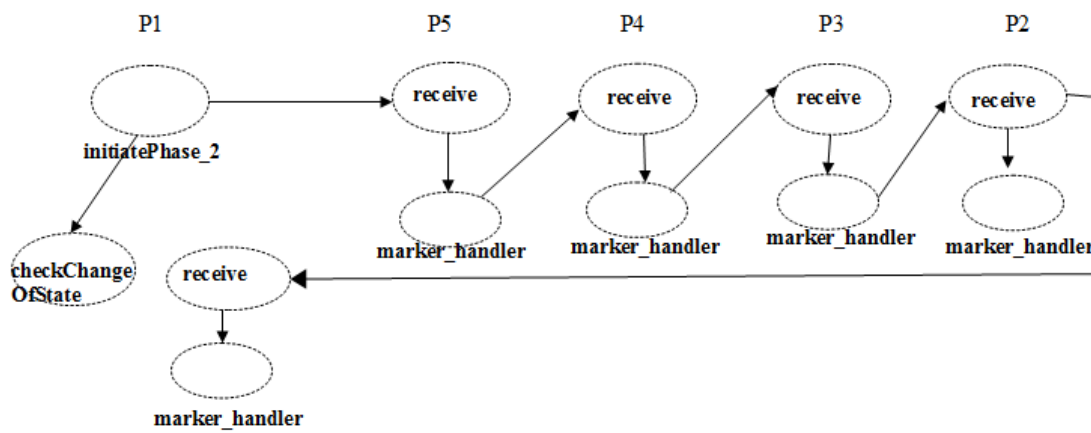 P1 P5 P4 P3 P2
receive receive receive receive
initiatePhase_2
marker_handler marker_handler marker_handler marker_handler
checkChange
OfState
receive
marker_handler